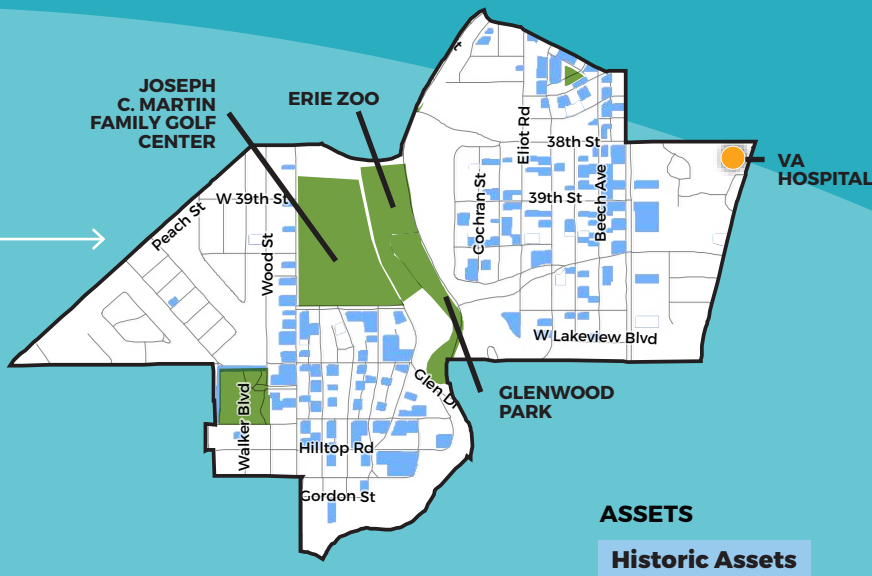 JOSEPH
C. MARTIN
FAMILY GOLF
CENTER
ERIE ZOO
VA
HOSPITAL
Eliot Rd
38th St
39th St
Cochran St
Beech Ave
W 39th St
Peach St
Wood St
W Lakeview Blvd
GLENWOOD
PARK
Glen Dr
Walker Blvd
Hilltop Rd
Gordon St
ASSETS
Historic Assets